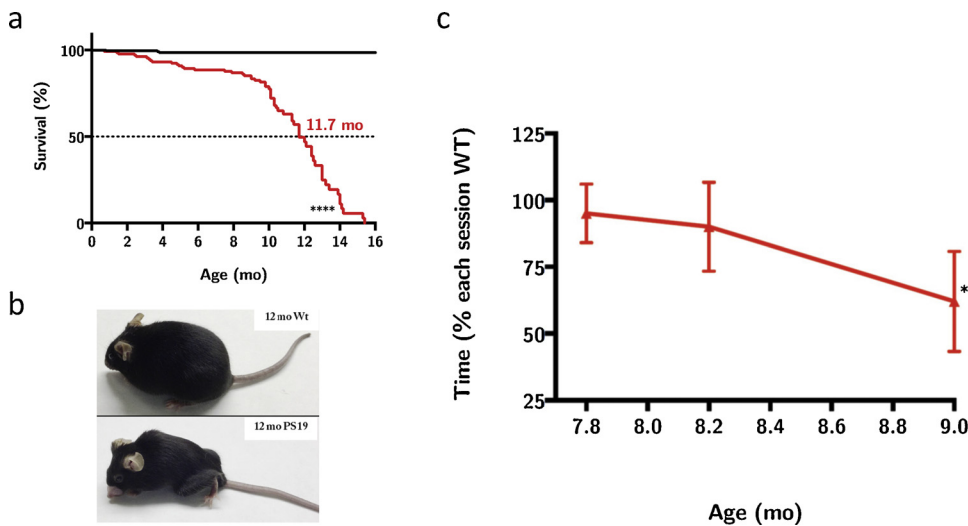 a
Survival (%)
100
50
0
11.7 mo
****
0 2 4 6 8 10 12 14 16
Age (mo)
b
12 mo Wt
12 mo PS19
c
Time (% each session WT)
125
100
75
50
25
*
7.8 8.0 8.2 8.4 8.6 8.8 9.0
Age (mo)